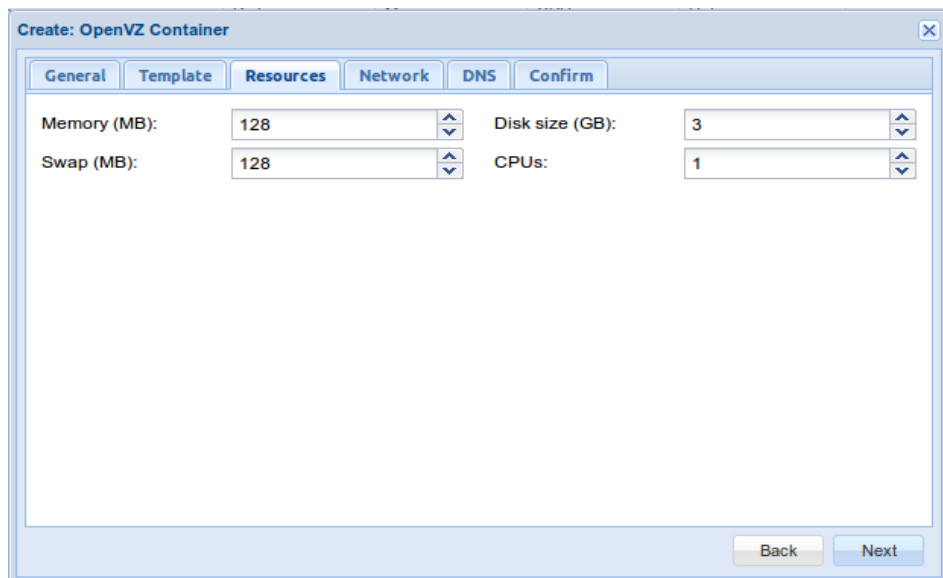 Create: OpenVZ Container
General Template Resources Network DNS Confirm
Memory (MB): 128 Disk size (GB): 3
Swap (MB): 128 CPUs: 1
Back Next